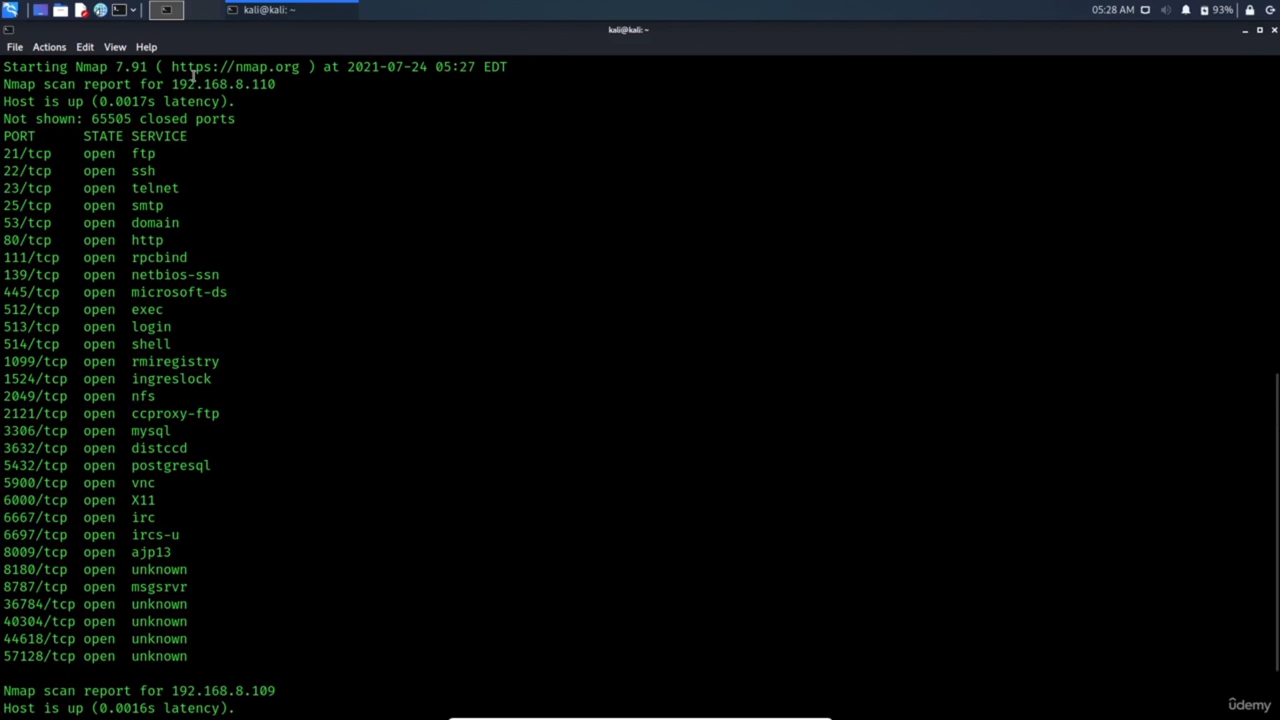 kali@kali: ~
05:28 AM
93%
kali@kali: ~
File Actions Edit View Help
Starting Nmap 7.91 ( https://nmap.org ) at 2021-07-24 05:27 EDT
Nmap scan report for 192.168.8.110
Host is up (0.0017s latency).
Not shown: 65505 closed ports
PORT STATE SERVICE
21/tcp open ftp
22/tcp open ssh
23/tcp open telnet
25/tcp open smtp
53/tcp open domain
80/tcp open http
111/tcp open rpcbind
139/tcp open netbios-ssn
445/tcp open microsoft-ds
512/tcp open exec
513/tcp open login
514/tcp open shell
1099/tcp open rmiregistry
1524/tcp open ingreslock
2049/tcp open nfs
2121/tcp open ccproxy-ftp
3306/tcp open mysql
3632/tcp open distccd
5432/tcp open postgresql
5900/tcp open vnc
6000/tcp open X11
6667/tcp open irc
6697/tcp open ircs-u
8009/tcp open ajp13
8180/tcp open unknown
8787/tcp open msgsrvr
36784/tcp open unknown
40304/tcp open unknown
44618/tcp open unknown
57128/tcp open unknown
Nmap scan report for 192.168.8.109
Host is up (0.0016s latency).
ûdemy